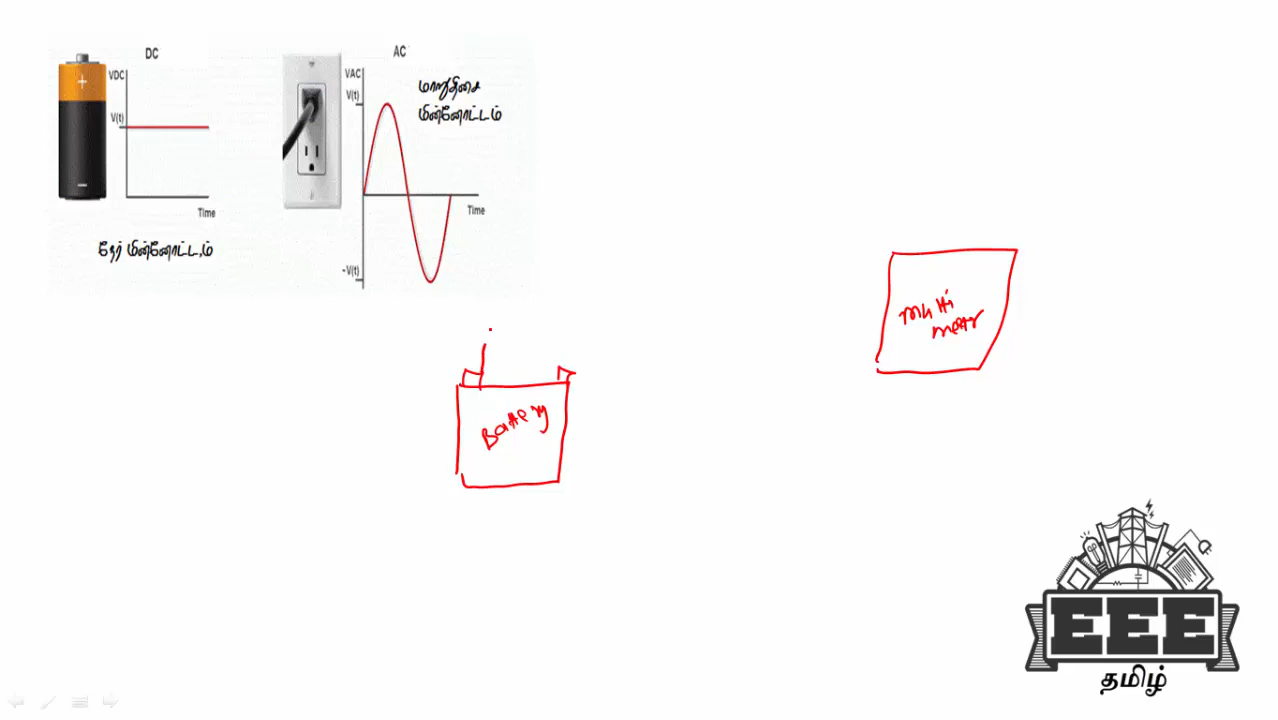 DC
VDC
V(t)
Time
நேர் மின்னோட்டம்
AC
VAC
V(t)
மாறுதிசை
மின்னோட்டம்
Time
-V(t)
Multi
meter
Battery
EEE
தமிழ்